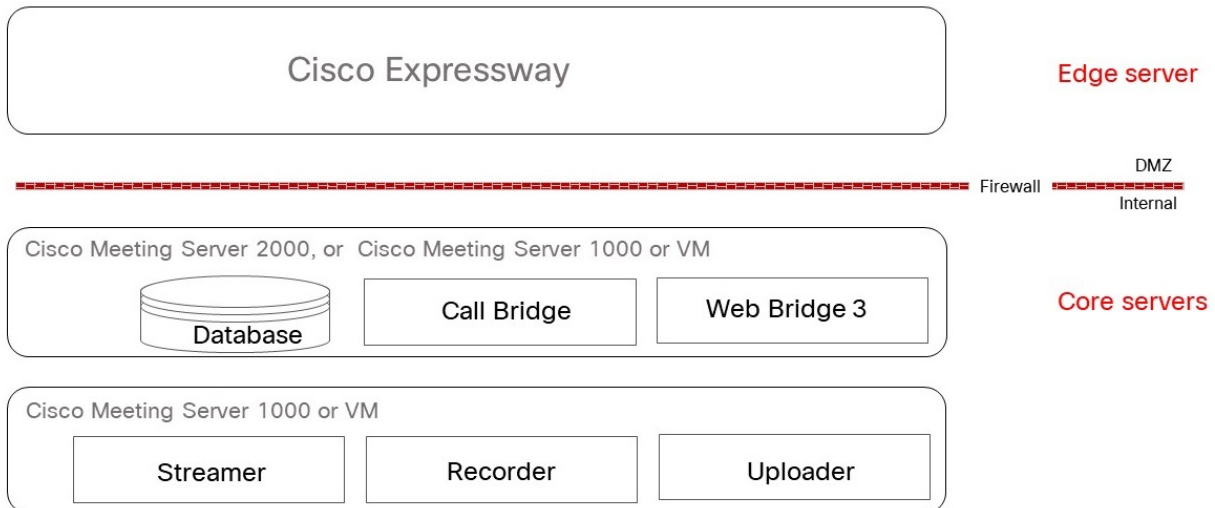 Cisco Expressway
Edge server
DMZ
Firewall
Internal
Cisco Meeting Server 2000, or Cisco Meeting Server 1000 or VM
Database
Call Bridge
Web Bridge 3
Core servers
Cisco Meeting Server 1000 or VM
Streamer
Recorder
Uploader